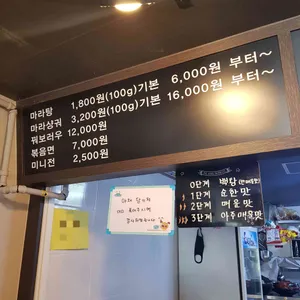 마라탕 1,800원(100g)기본 6,000원 부터~
마라샹궈 3,200원(100g)기본 16,000원 부터~
꿔보러우 12,000원
볶음면 7,000원
미니전 2,500원
0단계 백탕
1단계 순한 맛
2단계 매운 맛
3단계 아주매운맛